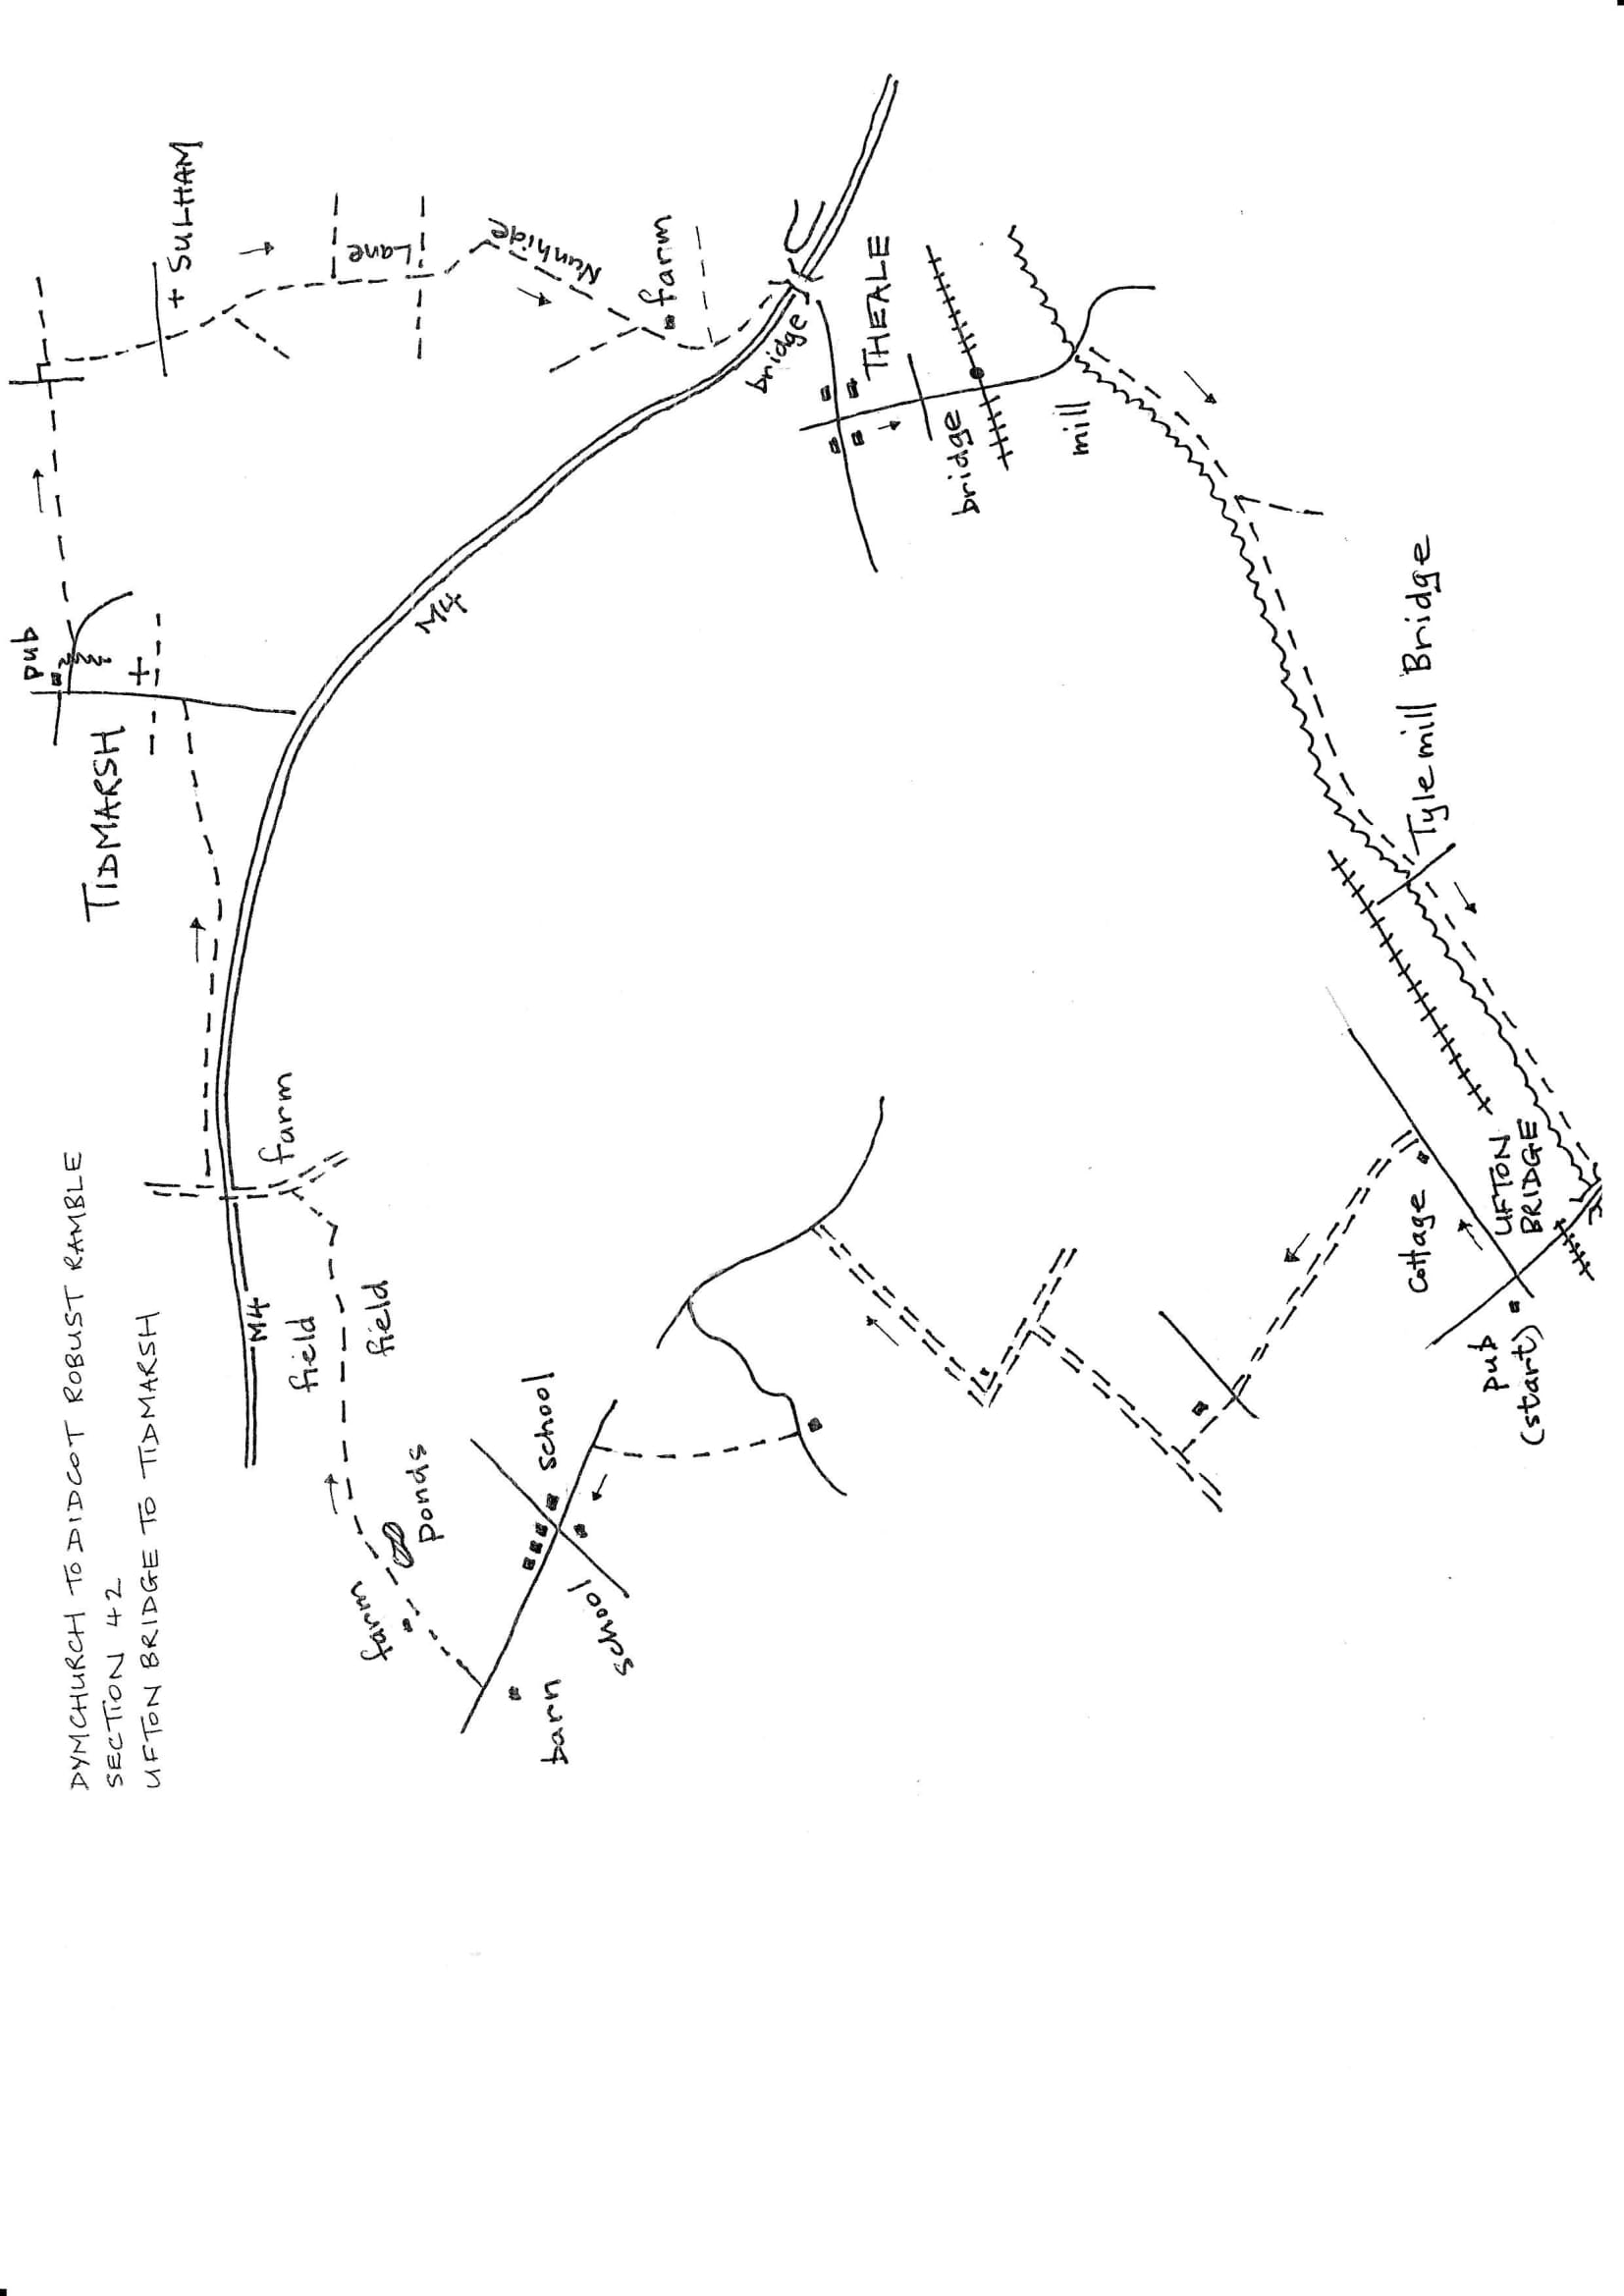 DYMCHURCH TO DIDCOT ROBUST RAMBLE
SECTION 42
UFTON BRIDGE TO TIDMARSH
pub
TIDMARSH
SULHAM
M4
farm
field
farm
field
Ponds
Lane
M4
barn
school
school
Nunhide
farm
bridge
THEALE
bridge
mill
Cottage
Tylemill Bridge
pub
(start)
UFTON
BRIDGE